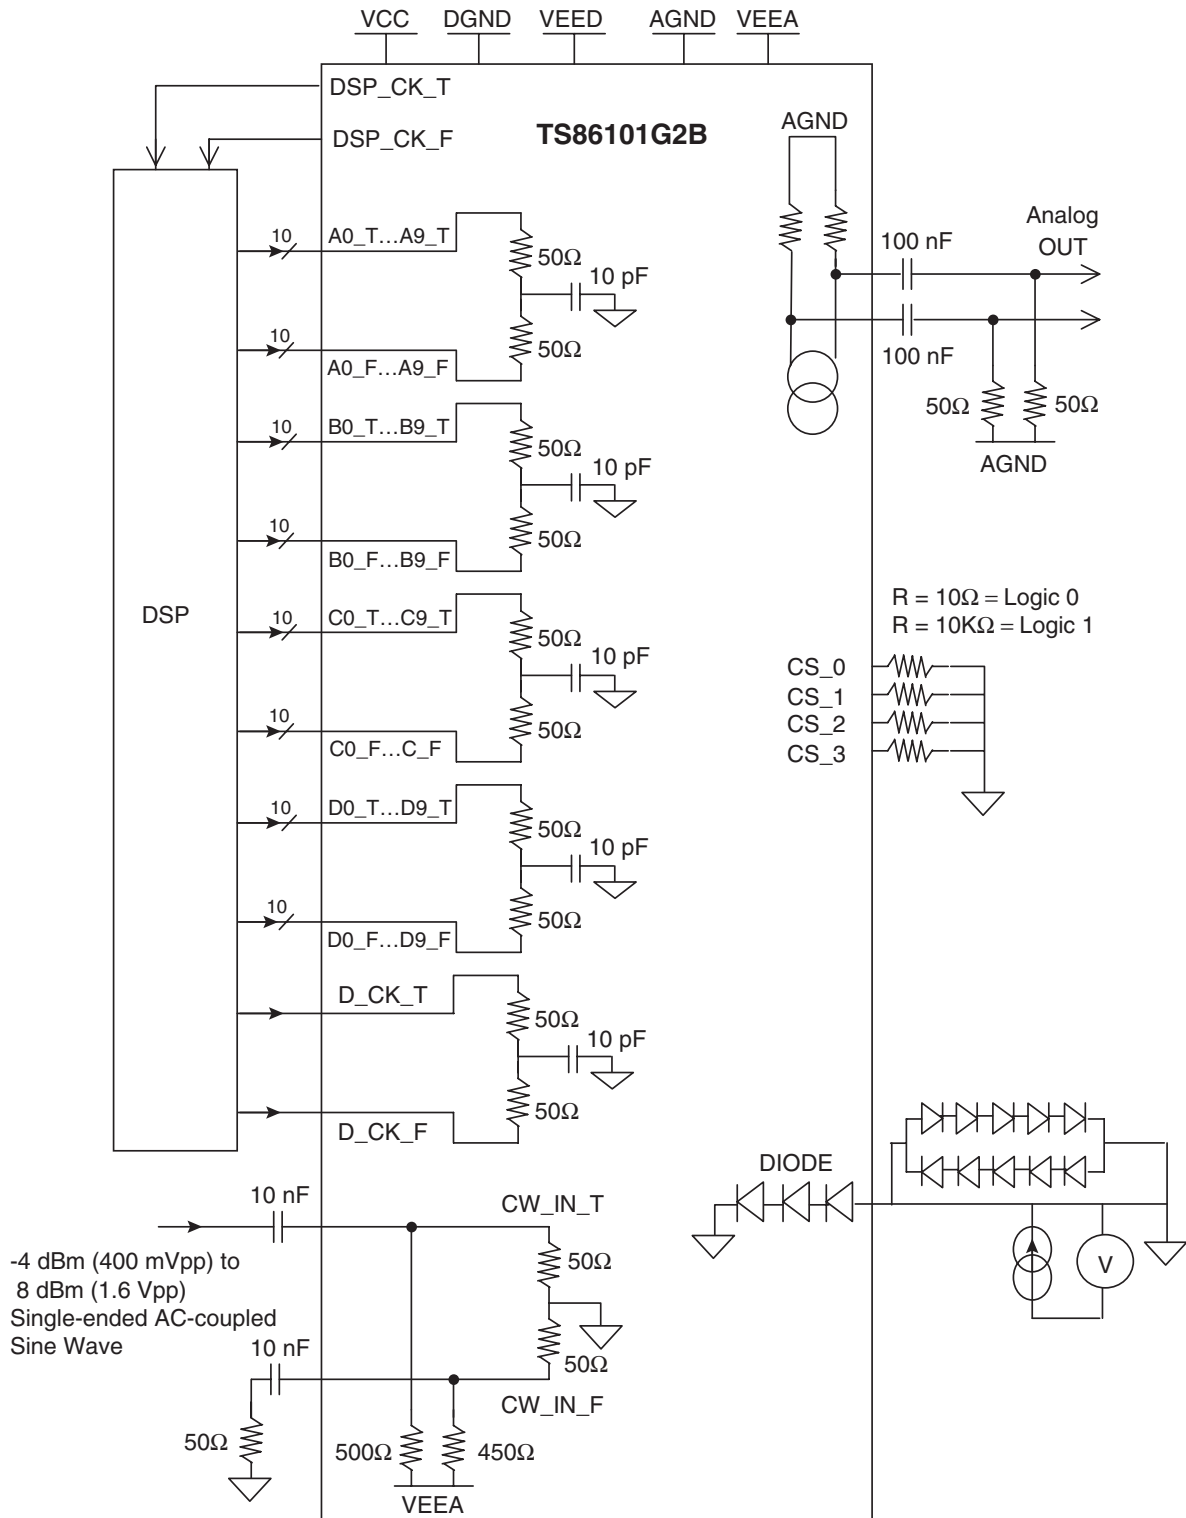 VCC DGND VEED AGND VEEA
DSP_CK_T
DSP_CK_F
TS86101G2B
AGND
Analog
OUT
100 nF
100 nF
50Ω
50Ω
AGND
10
A0_T...A9_T
50Ω
10 pF
50Ω
10
A0_F...A9_F
10
B0_T...B9_T
50Ω
10 pF
50Ω
10
B0_F...B9_F
DSP
10
C0_T...C9_T
50Ω
10 pF
50Ω
10
C0_F...C_F
R = 10Ω = Logic 0
R = 10KΩ = Logic 1
CS_0
CS_1
CS_2
CS_3
10
D0_T...D9_T
50Ω
10 pF
50Ω
10
D0_F...D9_F
D_CK_T
50Ω
10 pF
50Ω
D_CK_F
DIODE
V
10 nF
CW_IN_T
50Ω
-4 dBm (400 mVpp) to
8 dBm (1.6 Vpp)
Single-ended AC-coupled
Sine Wave
10 nF
50Ω
CW_IN_F
50Ω
500Ω
450Ω
VEEA